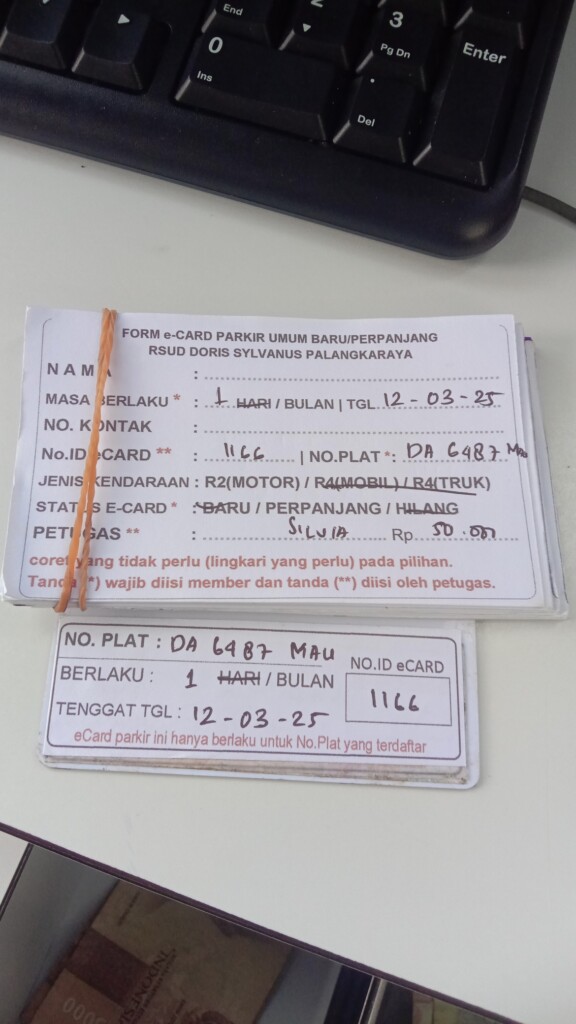 End
2
3
Pg Dn
Enter
0
Ins
.
Del
FORM e-CARD PARKIR UMUM BARU/PERPANJANG
RSUD DORIS SYLVANUS PALANGKARAYA
NAMA :
MASA BERLAKU * : 1 HARI / BULAN | TGL 12-03-25
NO. KONTAK :
No.ID eCARD ** : 1166 | NO.PLAT *: DA 6487 MAU
JENIS KENDARAAN : R2(MOTOR) / R4(MOBIL) / R4(TRUK)
STATUS E-CARD * : BARU / PERPANJANG / HILANG
PETUGAS ** : SILVIA Rp 50.000
coret yang tidak perlu (lingkari yang perlu) pada pilihan.
Tanda (*) wajib diisi member dan tanda (**) diisi oleh petugas.
NO. PLAT : DA 6487 MAU
NO.ID eCARD
BERLAKU : 1 HARI / BULAN
1166
TENGGAT TGL : 12-03-25
eCard parkir ini hanya berlaku untuk No.Plat yang terdaftar